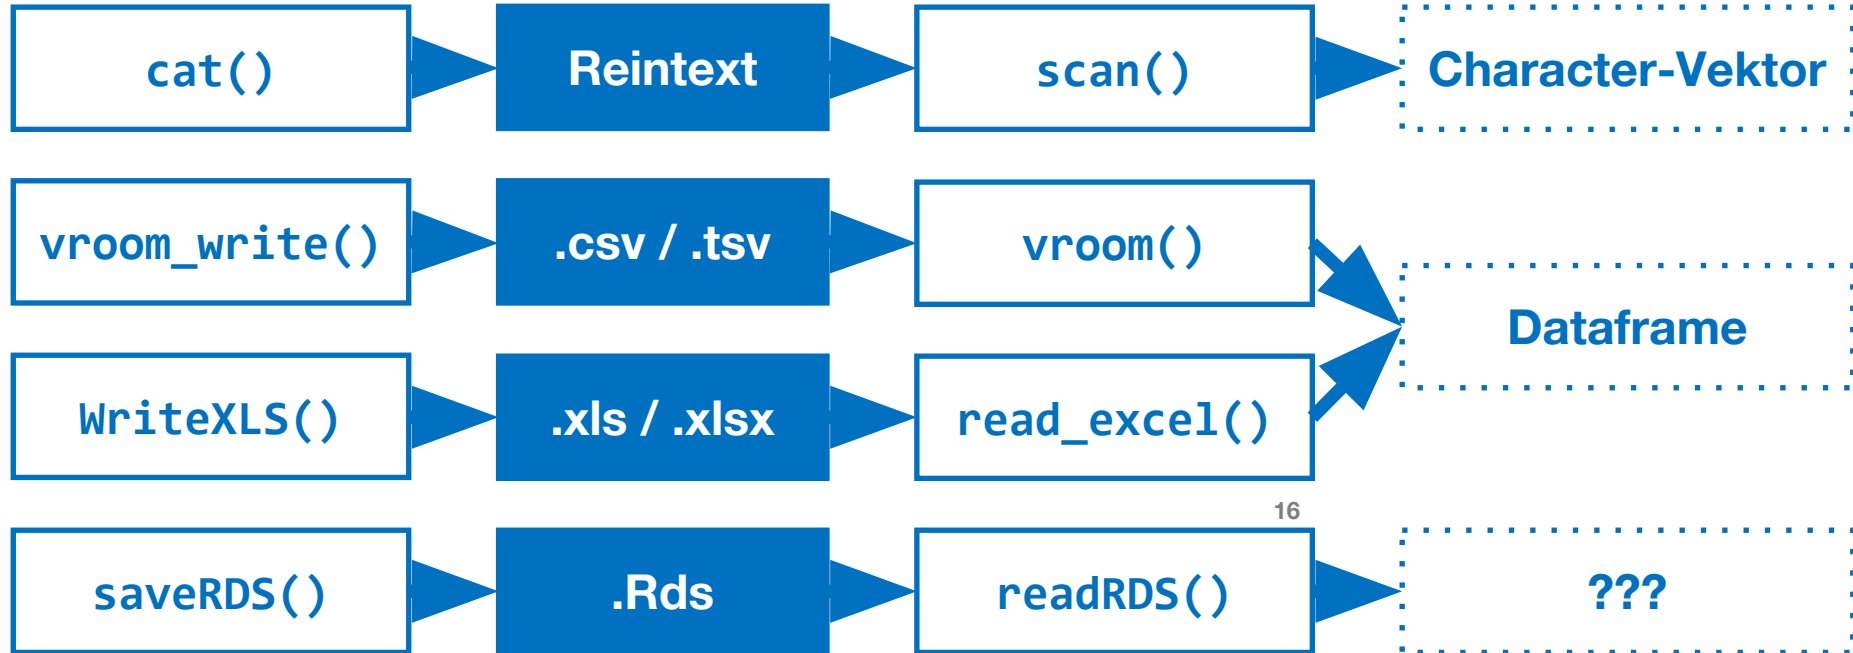 cat() Reintext scan() Character-Vektor
vroom_write() .csv / .tsv vroom()
Dataframe
WriteXLS() .xls / .xlsx read_excel()
16
saveRDS() .Rds readRDS() ???